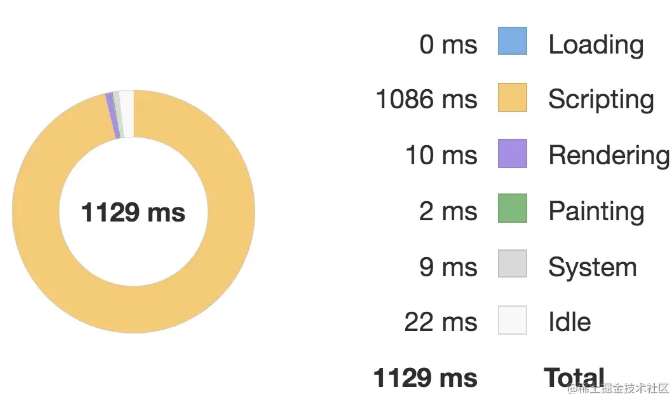 0 ms Loading
1086 ms Scripting
10 ms Rendering
1129 ms
2 ms Painting
9 ms System
22 ms Idle
1129 ms Total
@稀土掘金技术社区